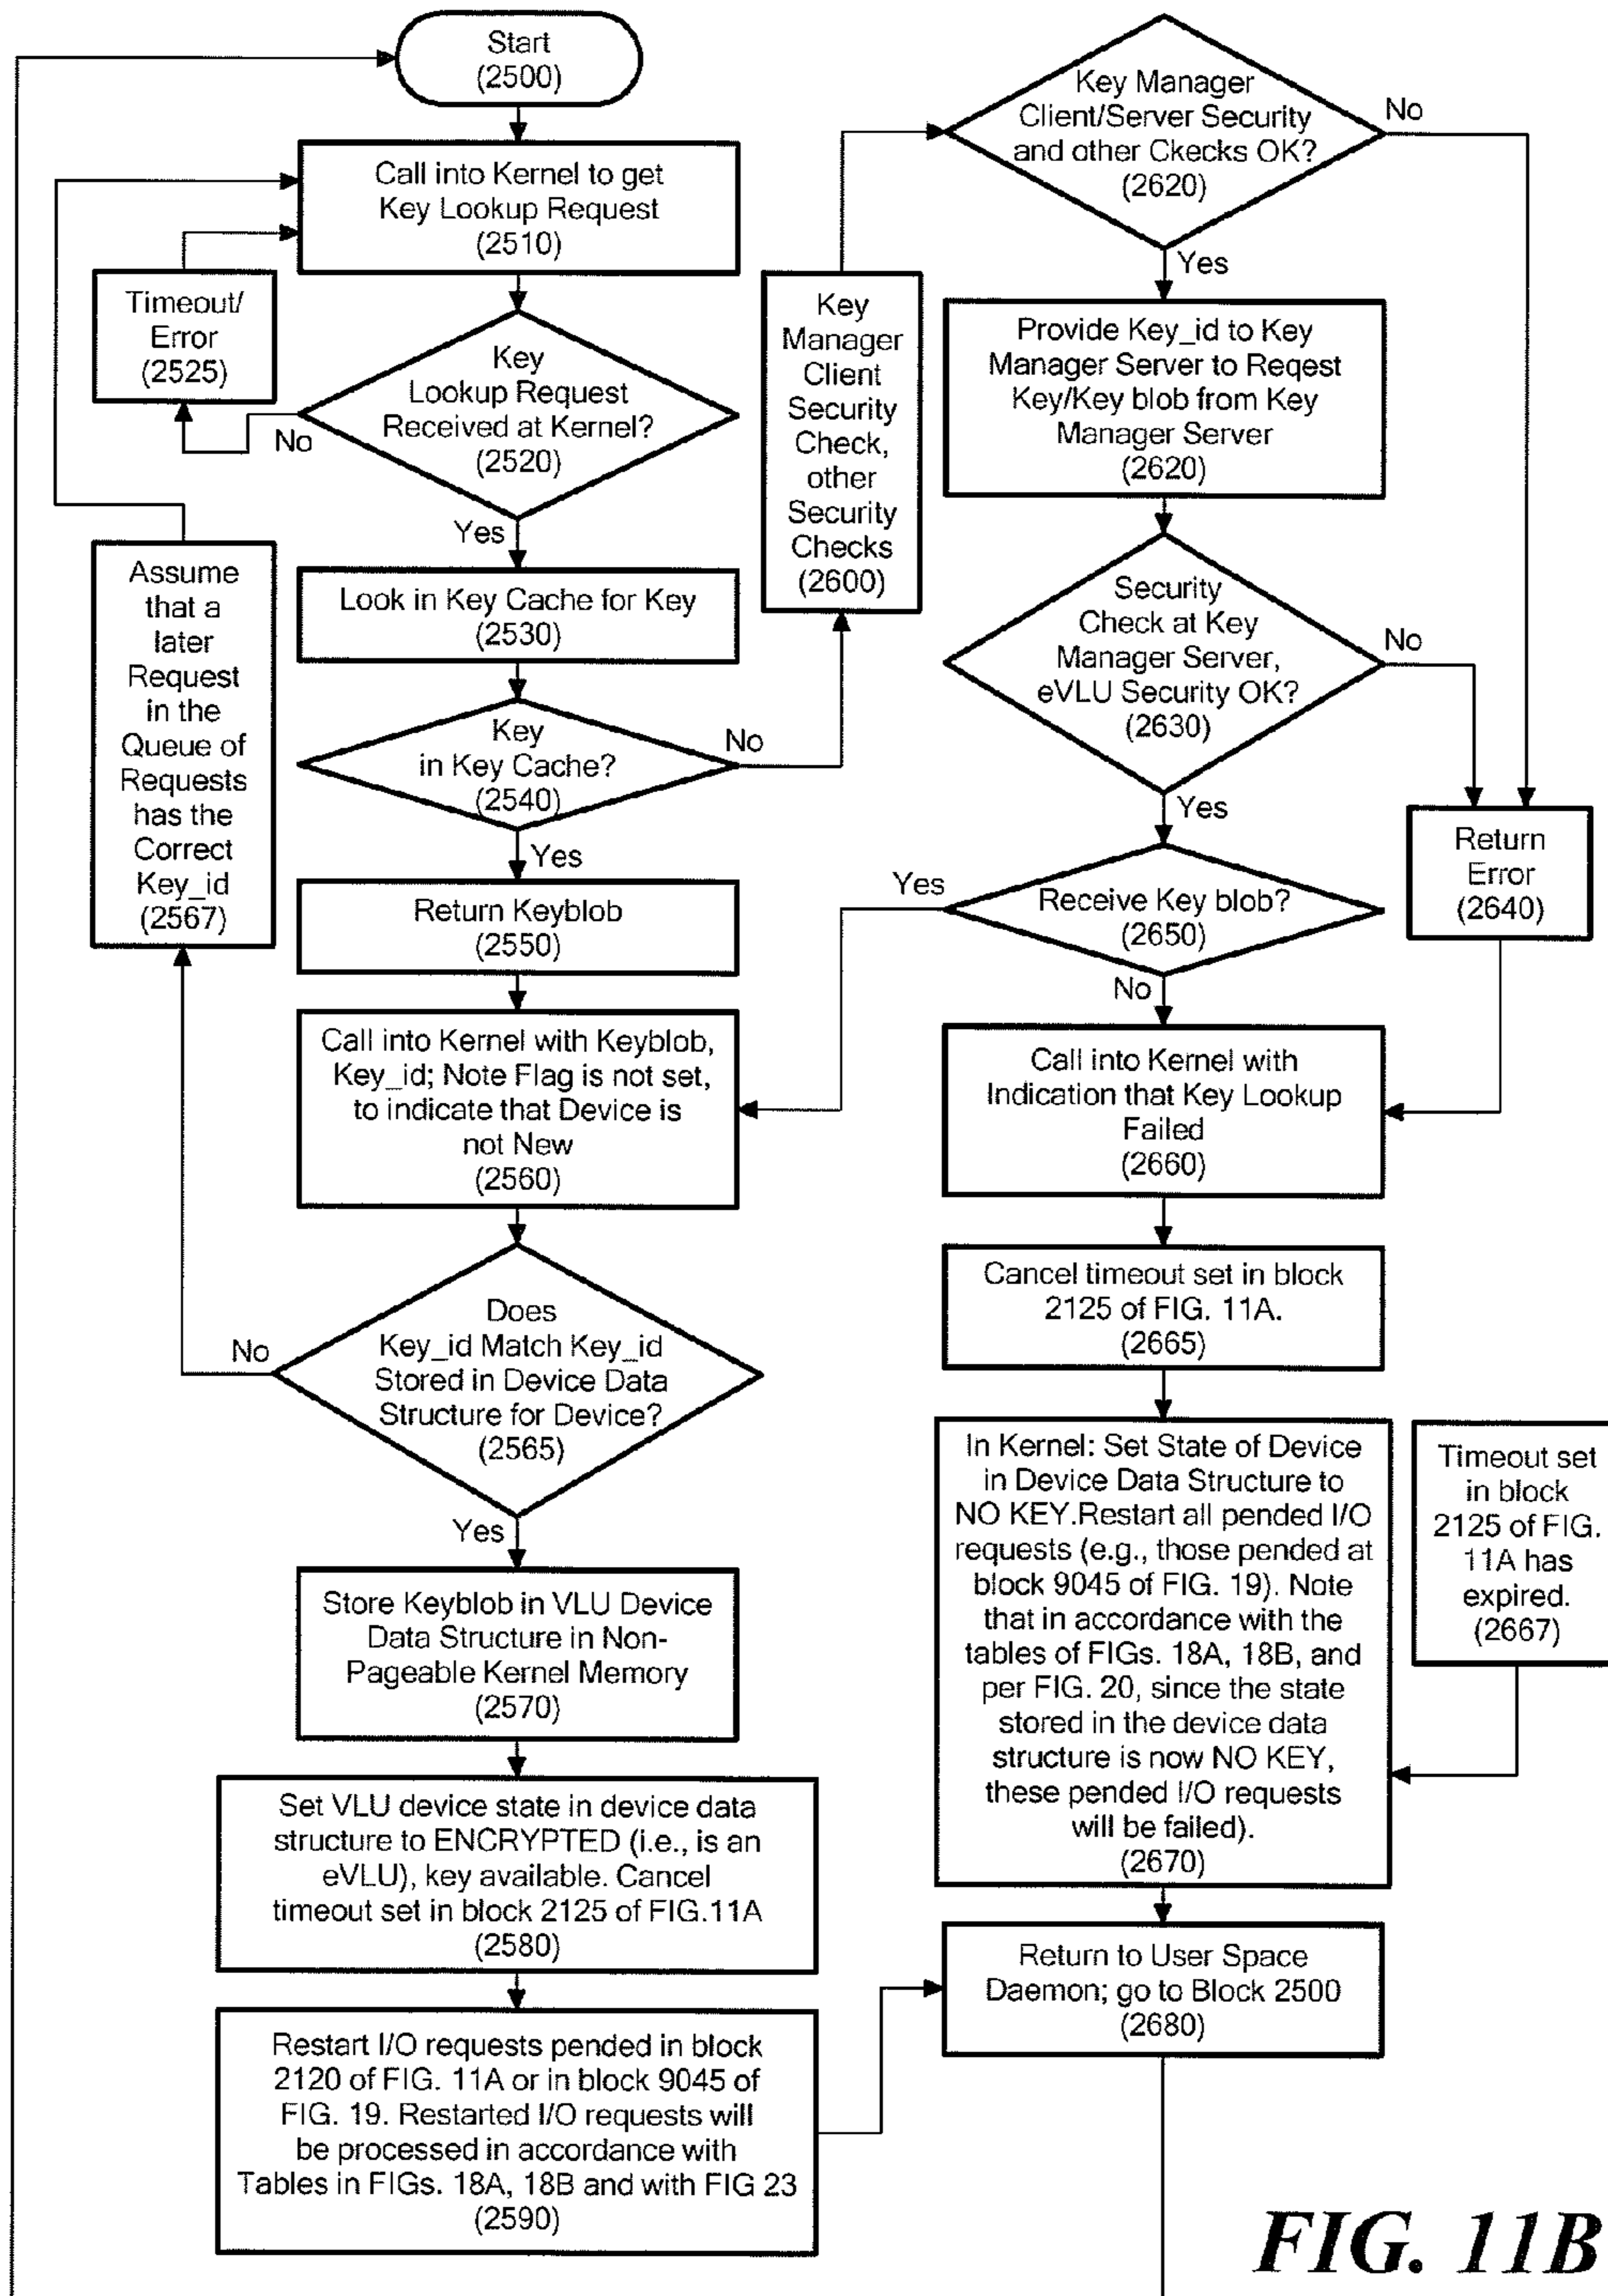 Start
(2500)
Call into Kernel to get
Key Lookup Request
(2510)
Timeout/
Error
(2525)
Key
Lookup Request
Received at Kernel?
(2520)
No
Yes
Look in Key Cache for Key
(2530)
Key
in Key Cache?
(2540)
No
Yes
Return Keyblob
(2550)
Call into Kernel with Keyblob,
Key_id; Note Flag is not set,
to indicate that Device is
not New
(2560)
Assume
that a
later
Request
in the
Queue of
Requests
has the
Correct
Key_id
(2567)
Does
Key_id Match Key_id
Stored in Device Data
Structure for Device?
(2565)
No
Yes
Store Keyblob in VLU Device
Data Structure in Non-
Pageable Kernel Memory
(2570)
Set VLU device state in device data
structure to ENCRYPTED (i.e., is an
eVLU), key available. Cancel
timeout set in block 2125 of FIG.11A
(2580)
Restart I/O requests pended in block
2120 of FIG. 11A or in block 9045 of
FIG. 19. Restarted I/O requests will
be processed in accordance with
Tables in FIGs. 18A, 18B and with FIG 23
(2590)
Key
Manager
Client
Security
Check,
other
Security
Checks
(2600)
Key Manager
Client/Server Security
and other Ckecks OK?
(2620)
No
Yes
Provide Key_id to Key
Manager Server to Reqest
Key/Key blob from Key
Manager Server
(2620)
Security
Check at Key
Manager Server,
eVLU Security OK?
(2630)
No
Yes
Return
Error
(2640)
Receive Key blob?
(2650)
Yes
No
Call into Kernel with
Indication that Key Lookup
Failed
(2660)
Cancel timeout set in block
2125 of FIG. 11A.
(2665)
In Kernel: Set State of Device
in Device Data Structure to
NO KEY.Restart all pended I/O
requests (e.g., those pended at
block 9045 of FIG. 19). Note
that in accordance with the
tables of FIGs. 18A, 18B, and
per FIG. 20, since the state
stored in the device data
structure is now NO KEY,
these pended I/O requests
will be failed).
(2670)
Timeout set
in block
2125 of FIG.
11A has
expired.
(2667)
Return to User Space
Daemon; go to Block 2500
(2680)
FIG. 11B